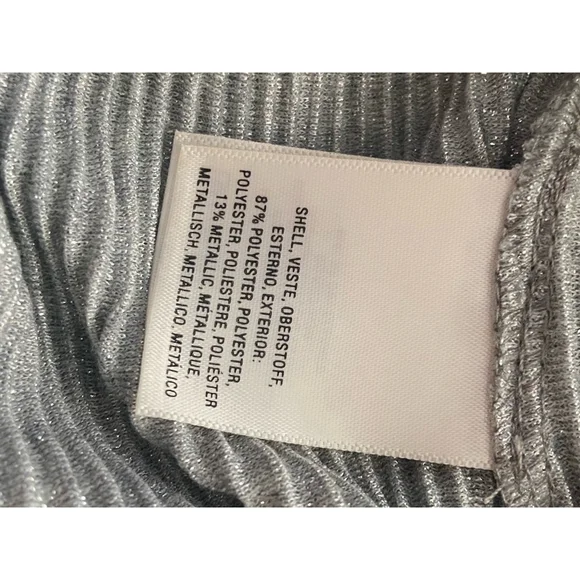 SHELL, VESTE, OBERSTOFF,
ESTERNO, EXTERIOR:
87% POLYESTER, POLYESTER,
POLYESTER, POLIESTERE, POLIÉSTER
13% METALLIC, MÉTALLIQUE,
METALLISCH, METALLICO, METÁLICO